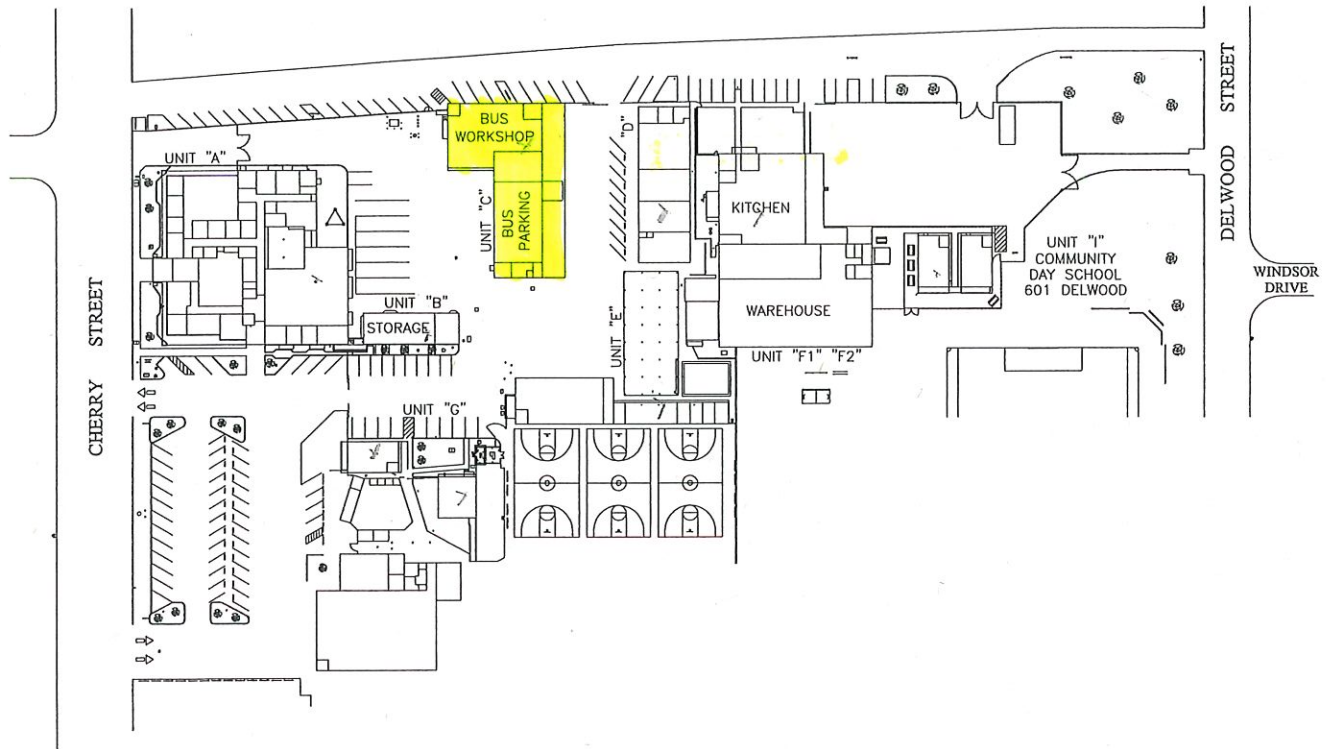 BUS
WORKSHOP
UNIT "A"
UNIT "C"
BUS
PARKING
UNIT "B"
STORAGE
"D"
KITCHEN
UNIT "E"
WAREHOUSE
UNIT "F1" "F2"
UNIT "I"
COMMUNITY
DAY SCHOOL
601 DELWOOD
UNIT "G"
CHERRY STREET
DELWOOD STREET
WINDSOR
DRIVE